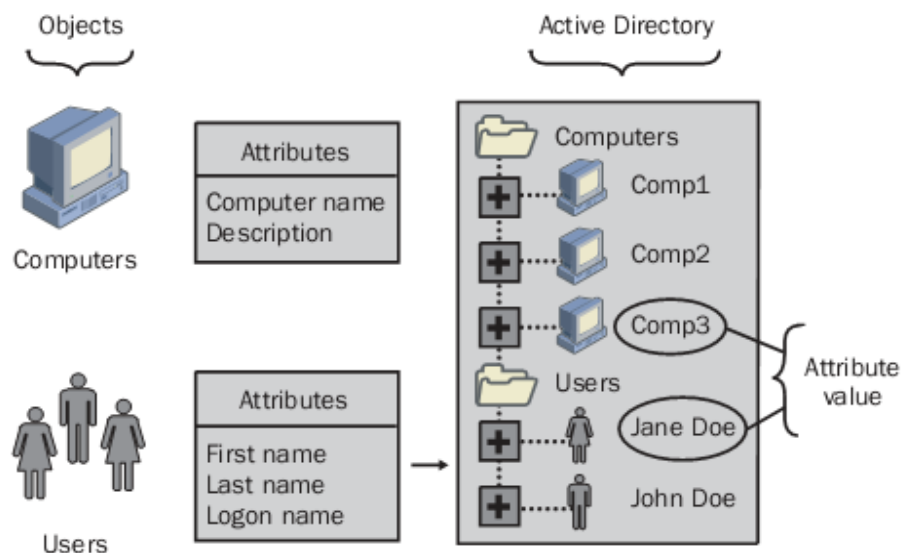 Objects
Active Directory
Computers
Attributes
Computer name
Description
Users
Attributes
First name
Last name
Logon name
Computers
Comp1
Comp2
Comp3
Users
Jane Doe
John Doe
Attribute
value